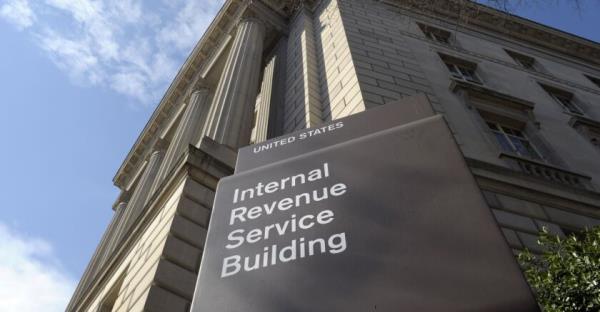 UNITED STATES
Internal
Revenue
Service
Building